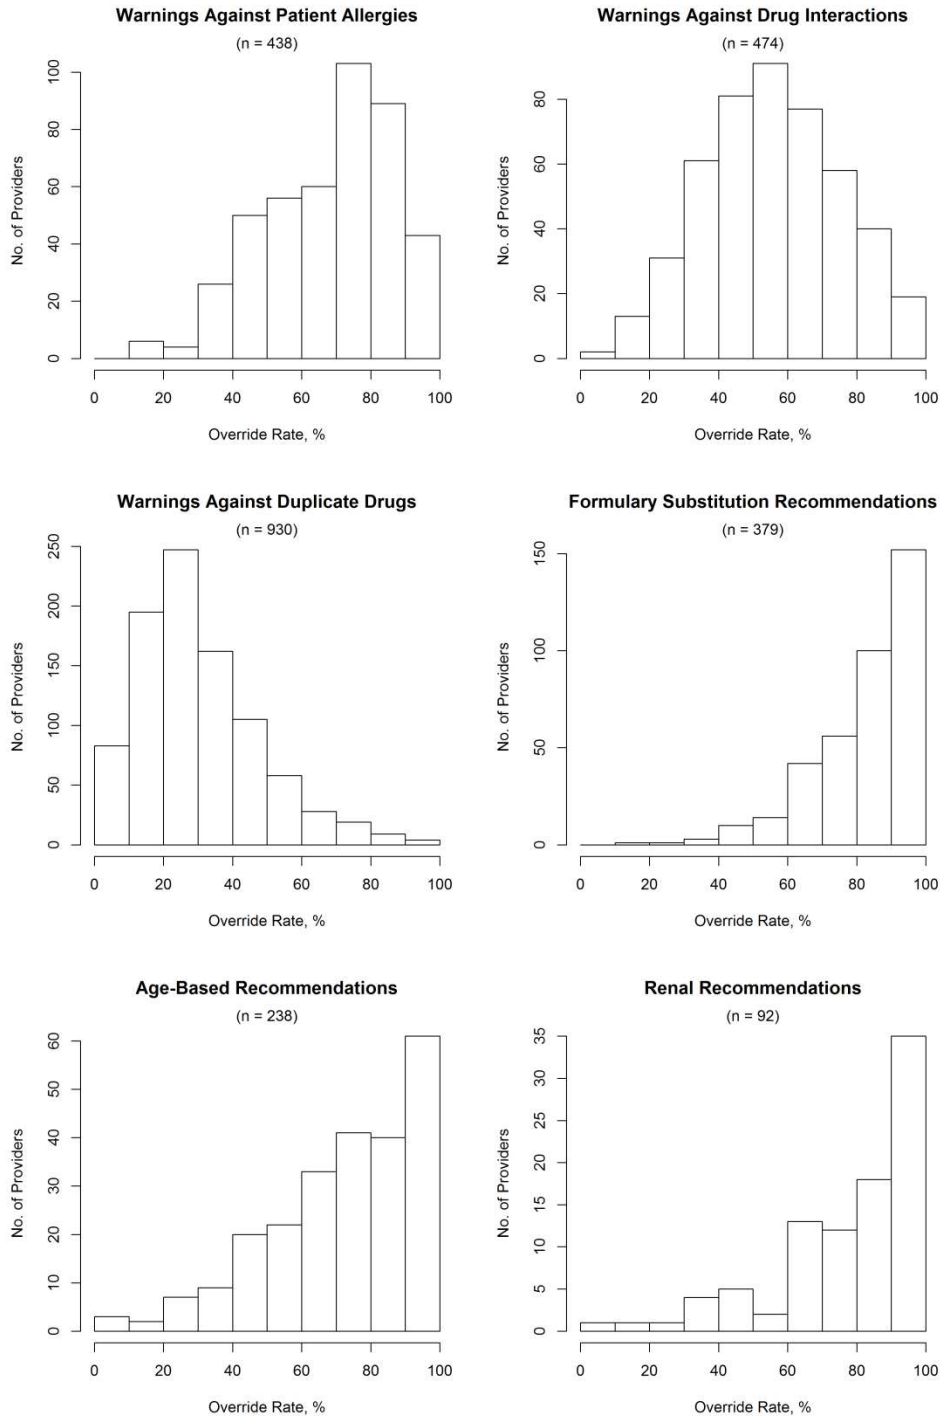 Warnings Against Patient Allergies
(n = 438)
No. of Providers
0 20 40 60 80 100
0 20 40 60 80 100
Override Rate, %
Warnings Against Drug Interactions
(n = 474)
No. of Providers
0 20 40 60 80
0 20 40 60 80 100
Override Rate, %
Warnings Against Duplicate Drugs
(n = 930)
No. of Providers
0 50 100 150 200 250
0 20 40 60 80 100
Override Rate, %
Formulary Substitution Recommendations
(n = 379)
No. of Providers
0 50 100 150
0 20 40 60 80 100
Override Rate, %
Age-Based Recommendations
(n = 238)
No. of Providers
0 10 20 30 40 50 60
0 20 40 60 80 100
Override Rate, %
Renal Recommendations
(n = 92)
No. of Providers
0 5 10 15 20 25 30 35
0 20 40 60 80 100
Override Rate, %